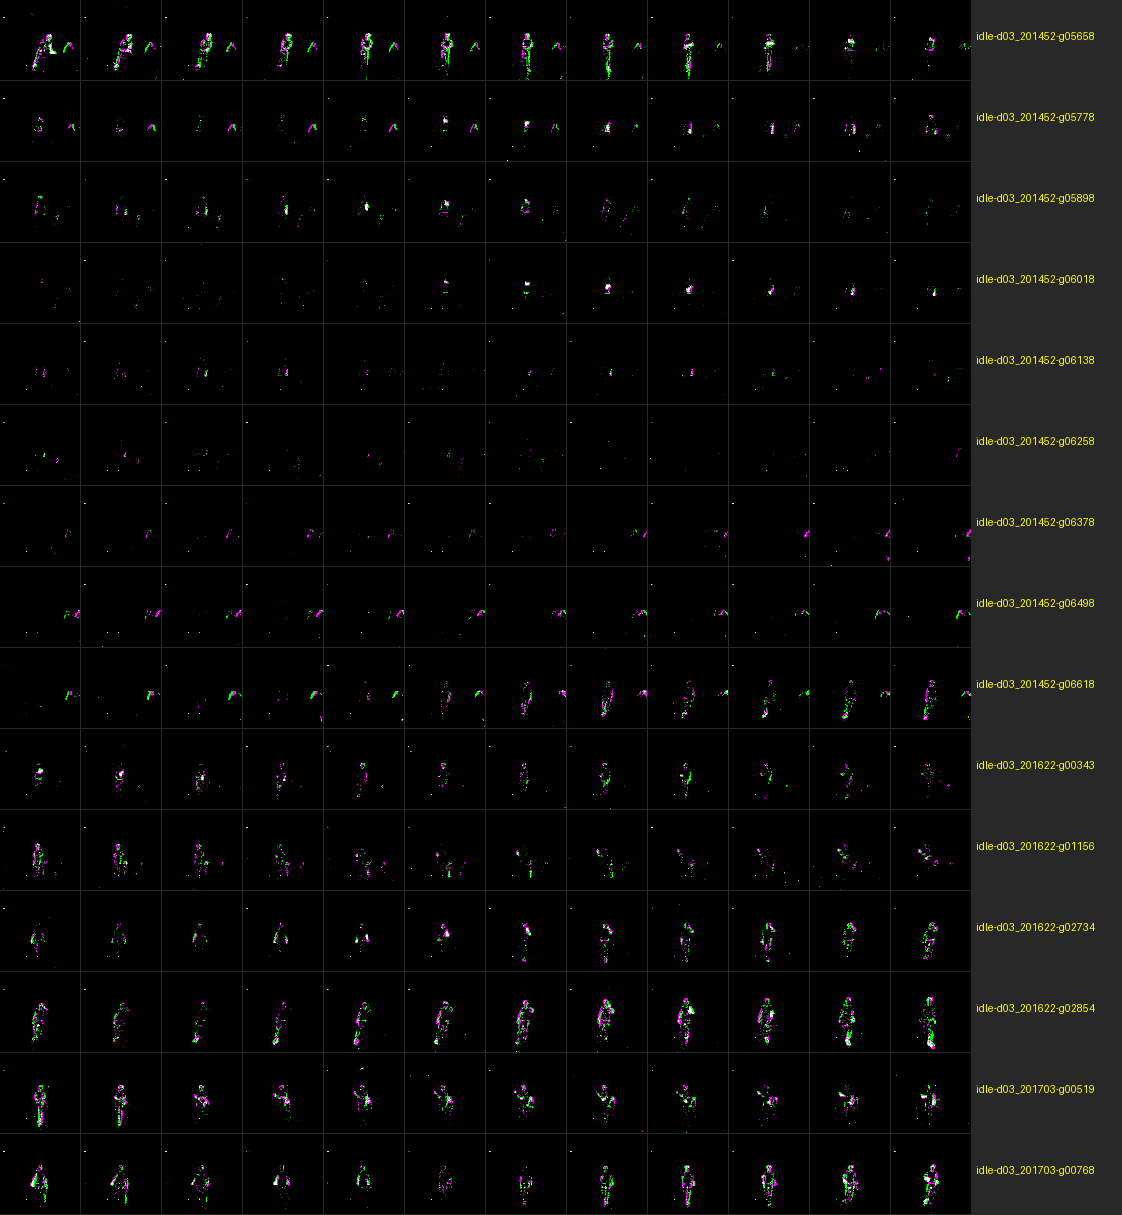 idle-d03_201452-g05658
idle-d03_201452-g05778
idle-d03_201452-g05898
idle-d03_201452-g06018
idle-d03_201452-g06138
idle-d03_201452-g06258
idle-d03_201452-g06378
idle-d03_201452-g06498
idle-d03_201452-g06618
idle-d03_201622-g00343
idle-d03_201622-g01156
idle-d03_201622-g02734
idle-d03_201622-g02854
idle-d03_201703-g00519
idle-d03_201703-g00768